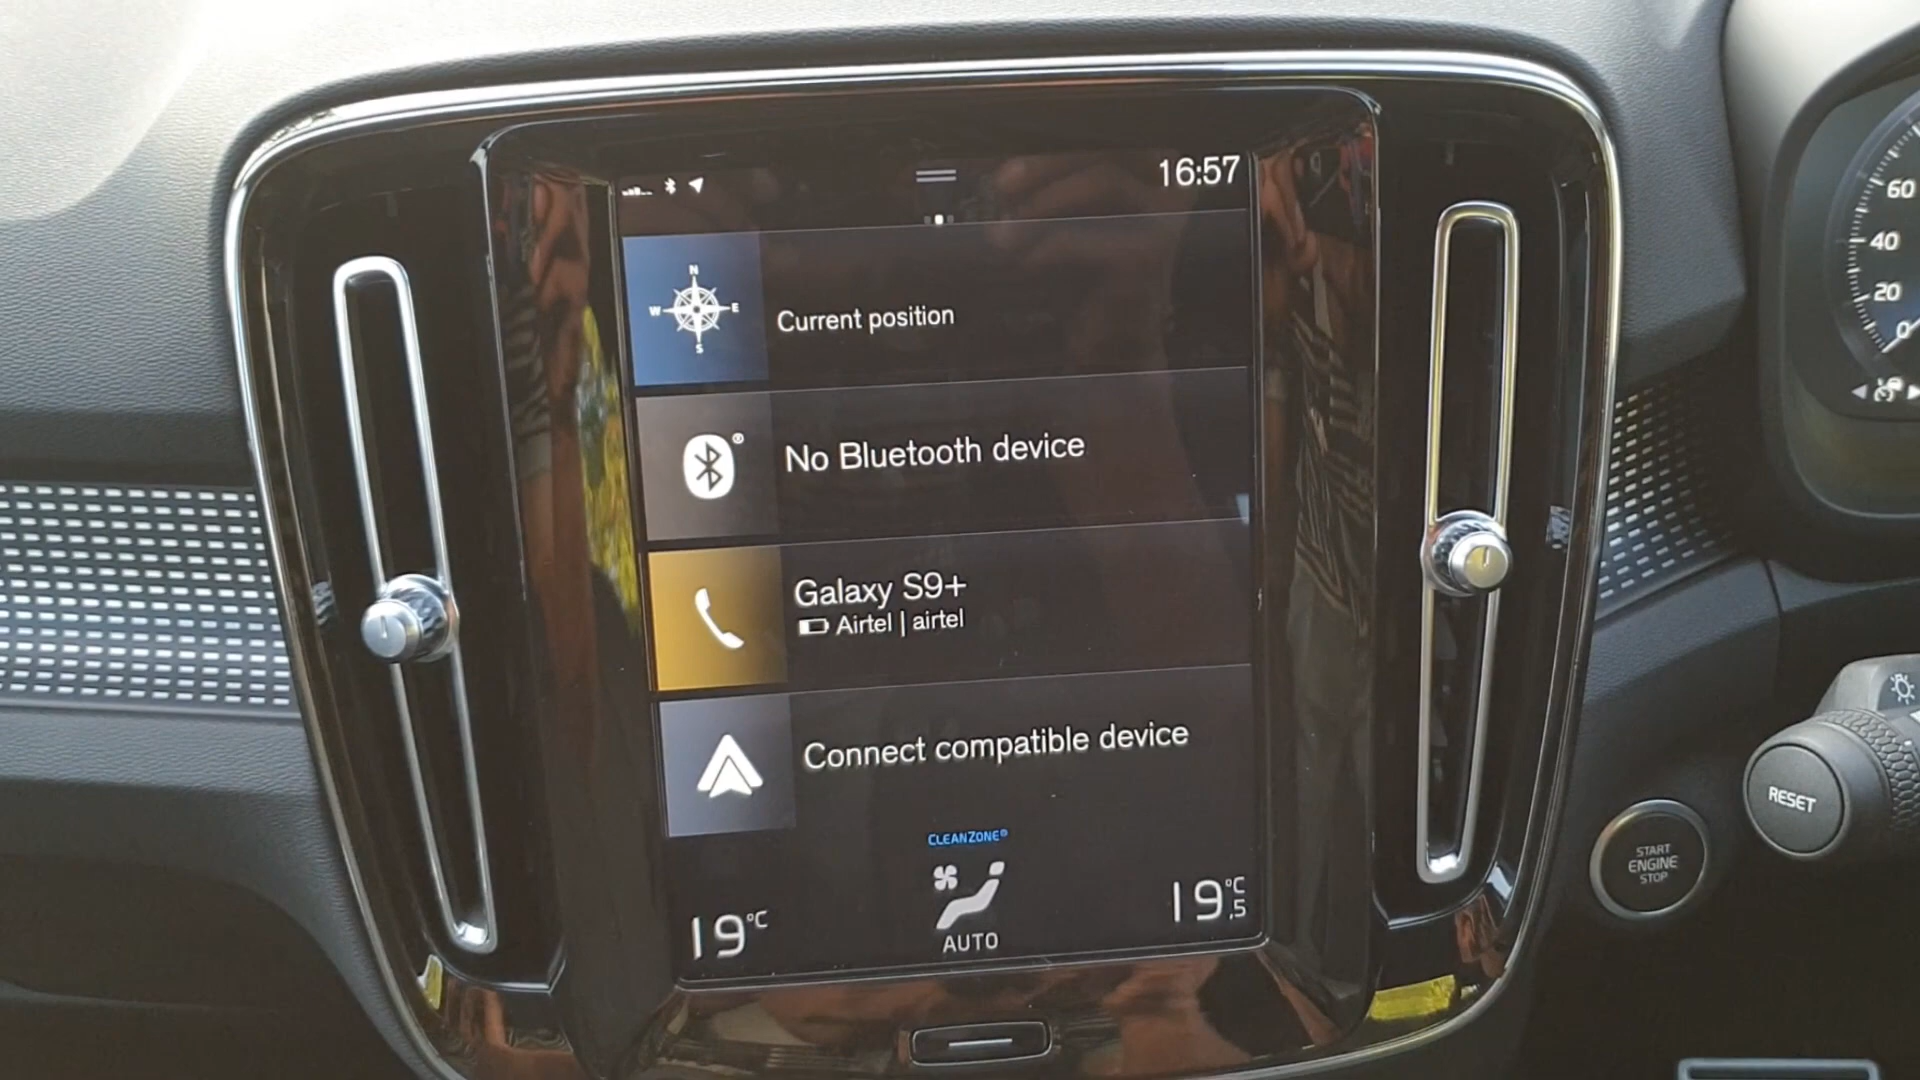 16:57
N
W E
S
Current position
No Bluetooth device
®
Galaxy S9+
Airtel | airtel
Connect compatible device
CLEANZONE®
19°C
AUTO
19,5°C
60
40
20
0
RESET
START
ENGINE
STOP